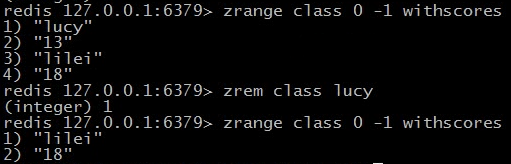 redis 127.0.0.1:6379> zrange class 0 -1 withscores
1) "lucy"
2) "13"
3) "lilei"
4) "18"
redis 127.0.0.1:6379> zrem class lucy
(integer) 1
redis 127.0.0.1:6379> zrange class 0 -1 withscores
1) "lilei"
2) "18"